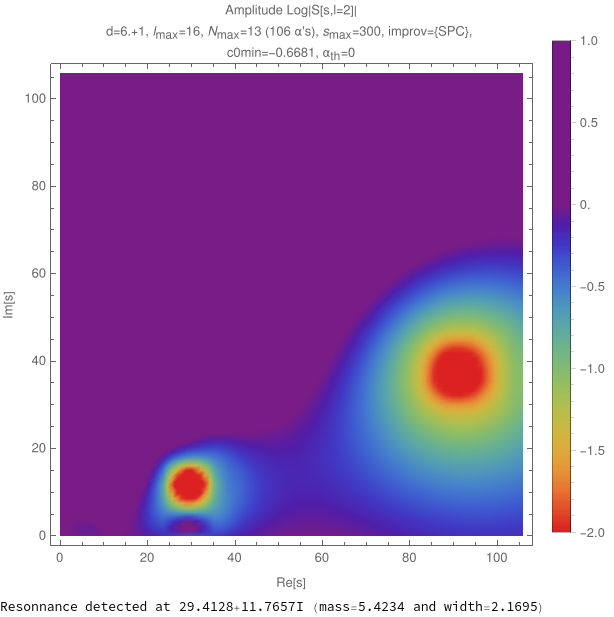 Amplitude Log|S[s,l=2]|
d=6.+1, lmax=16, Nmax=13 (106 α's), smax=300, improv={SPC},
c0min=−0.6681, αth=0
1.0
0.5
0.
−0.5
−1.0
−1.5
−2.0
100
80
60
40
20
0
Im[s]
0 20 40 60 80 100
Re[s]
Resonnance detected at 29.4128+11.7657I (mass=5.4234 and width=2.1695)